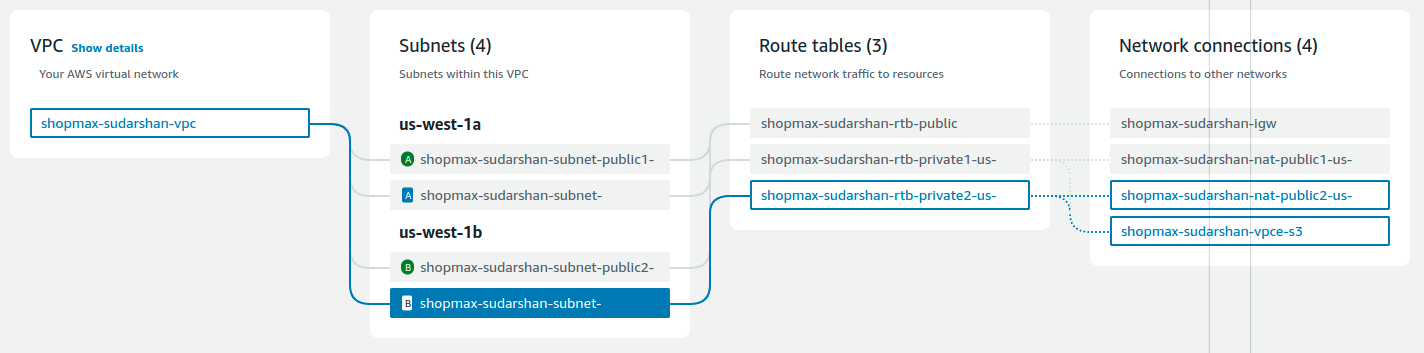 VPC Show details
Your AWS virtual network
shopmax-sudarshan-vpc
Subnets (4)
Subnets within this VPC
us-west-1a
A shopmax-sudarshan-subnet-public1-
A shopmax-sudarshan-subnet-
us-west-1b
B shopmax-sudarshan-subnet-public2-
B shopmax-sudarshan-subnet-
Route tables (3)
Route network traffic to resources
shopmax-sudarshan-rtb-public
shopmax-sudarshan-rtb-private1-us-
shopmax-sudarshan-rtb-private2-us-
Network connections (4)
Connections to other networks
shopmax-sudarshan-igw
shopmax-sudarshan-nat-public1-us-
shopmax-sudarshan-nat-public2-us-
shopmax-sudarshan-vpce-s3